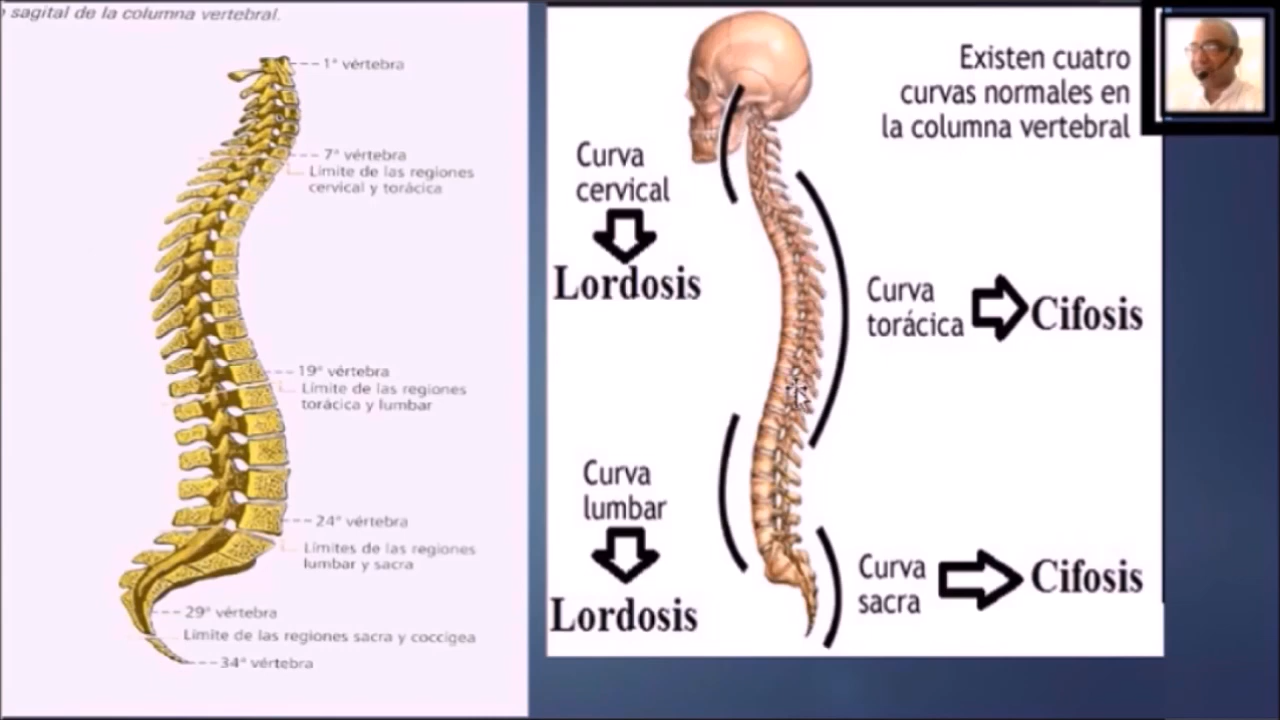 sagital de la columna vertebral.
1ª vértebra
7ª vértebra
Límite de las regiones
cervical y torácica
19ª vértebra
Límite de las regiones
torácica y lumbar
24ª vértebra
Límites de las regiones
lumbar y sacra
29ª vértebra
Límite de las regiones sacra y coccígea
34ª vértebra
Existen cuatro
curvas normales en
la columna vertebral
Curva
cervical
Lordosis
Curva
torácica
Cifosis
Curva
lumbar
Lordosis
Curva
sacra
Cifosis